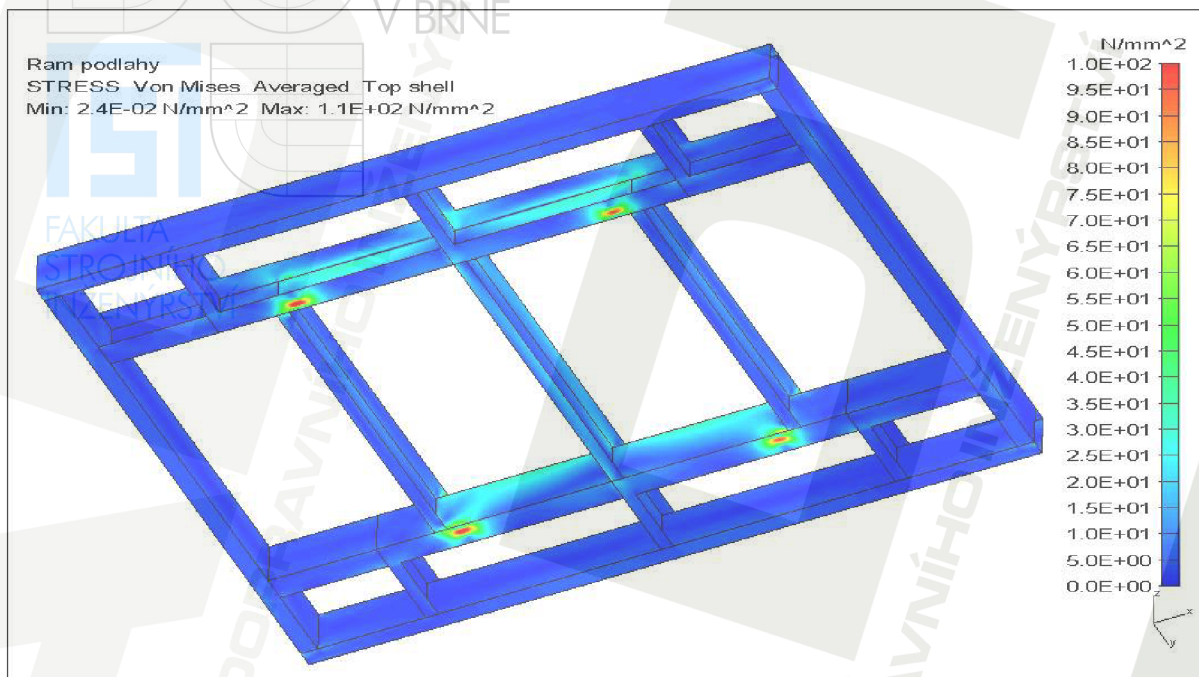 V BRNĚ
Ram podlahy
STRESS Von Mises Averaged Top shell
Min: 2.4E-02 N/mm^2 Max: 1.1E+02 N/mm^2
FAKULTA
STROJNÍHO
INŽENÝRSTVÍ
N/mm^2
1.0E+02
9.5E+01
9.0E+01
8.5E+01
8.0E+01
7.5E+01
7.0E+01
6.5E+01
6.0E+01
5.5E+01
5.0E+01
4.5E+01
4.0E+01
3.5E+01
3.0E+01
2.5E+01
2.0E+01
1.5E+01
1.0E+01
5.0E+00
0.0E+00
z
x
y